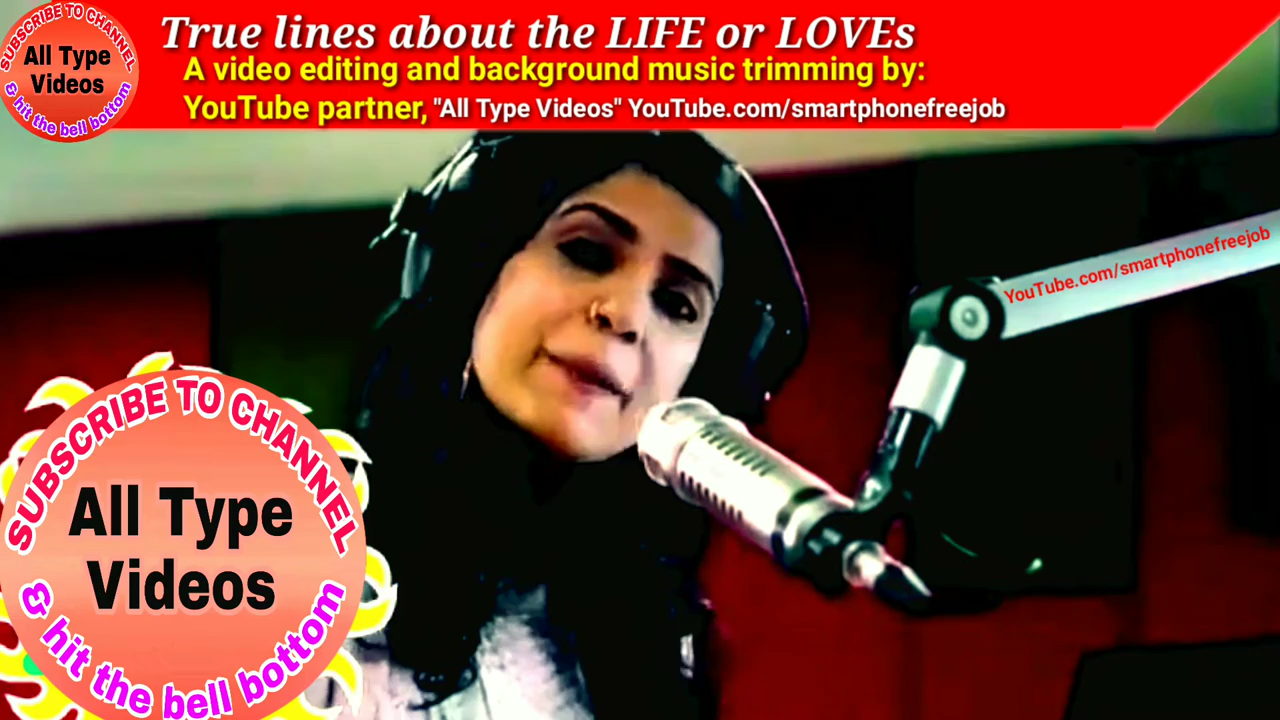 SUBSCRIBE TO CHANNEL
All Type
Videos
& hit the bell bottom
True lines about the LIFE or LOVEs
A video editing and background music trimming by:
YouTube partner, "All Type Videos" YouTube.com/smartphonefreejob
YouTube.com/smartphonefreejob
SUBSCRIBE TO CHANNEL
All Type
Videos
& hit the bell bottom